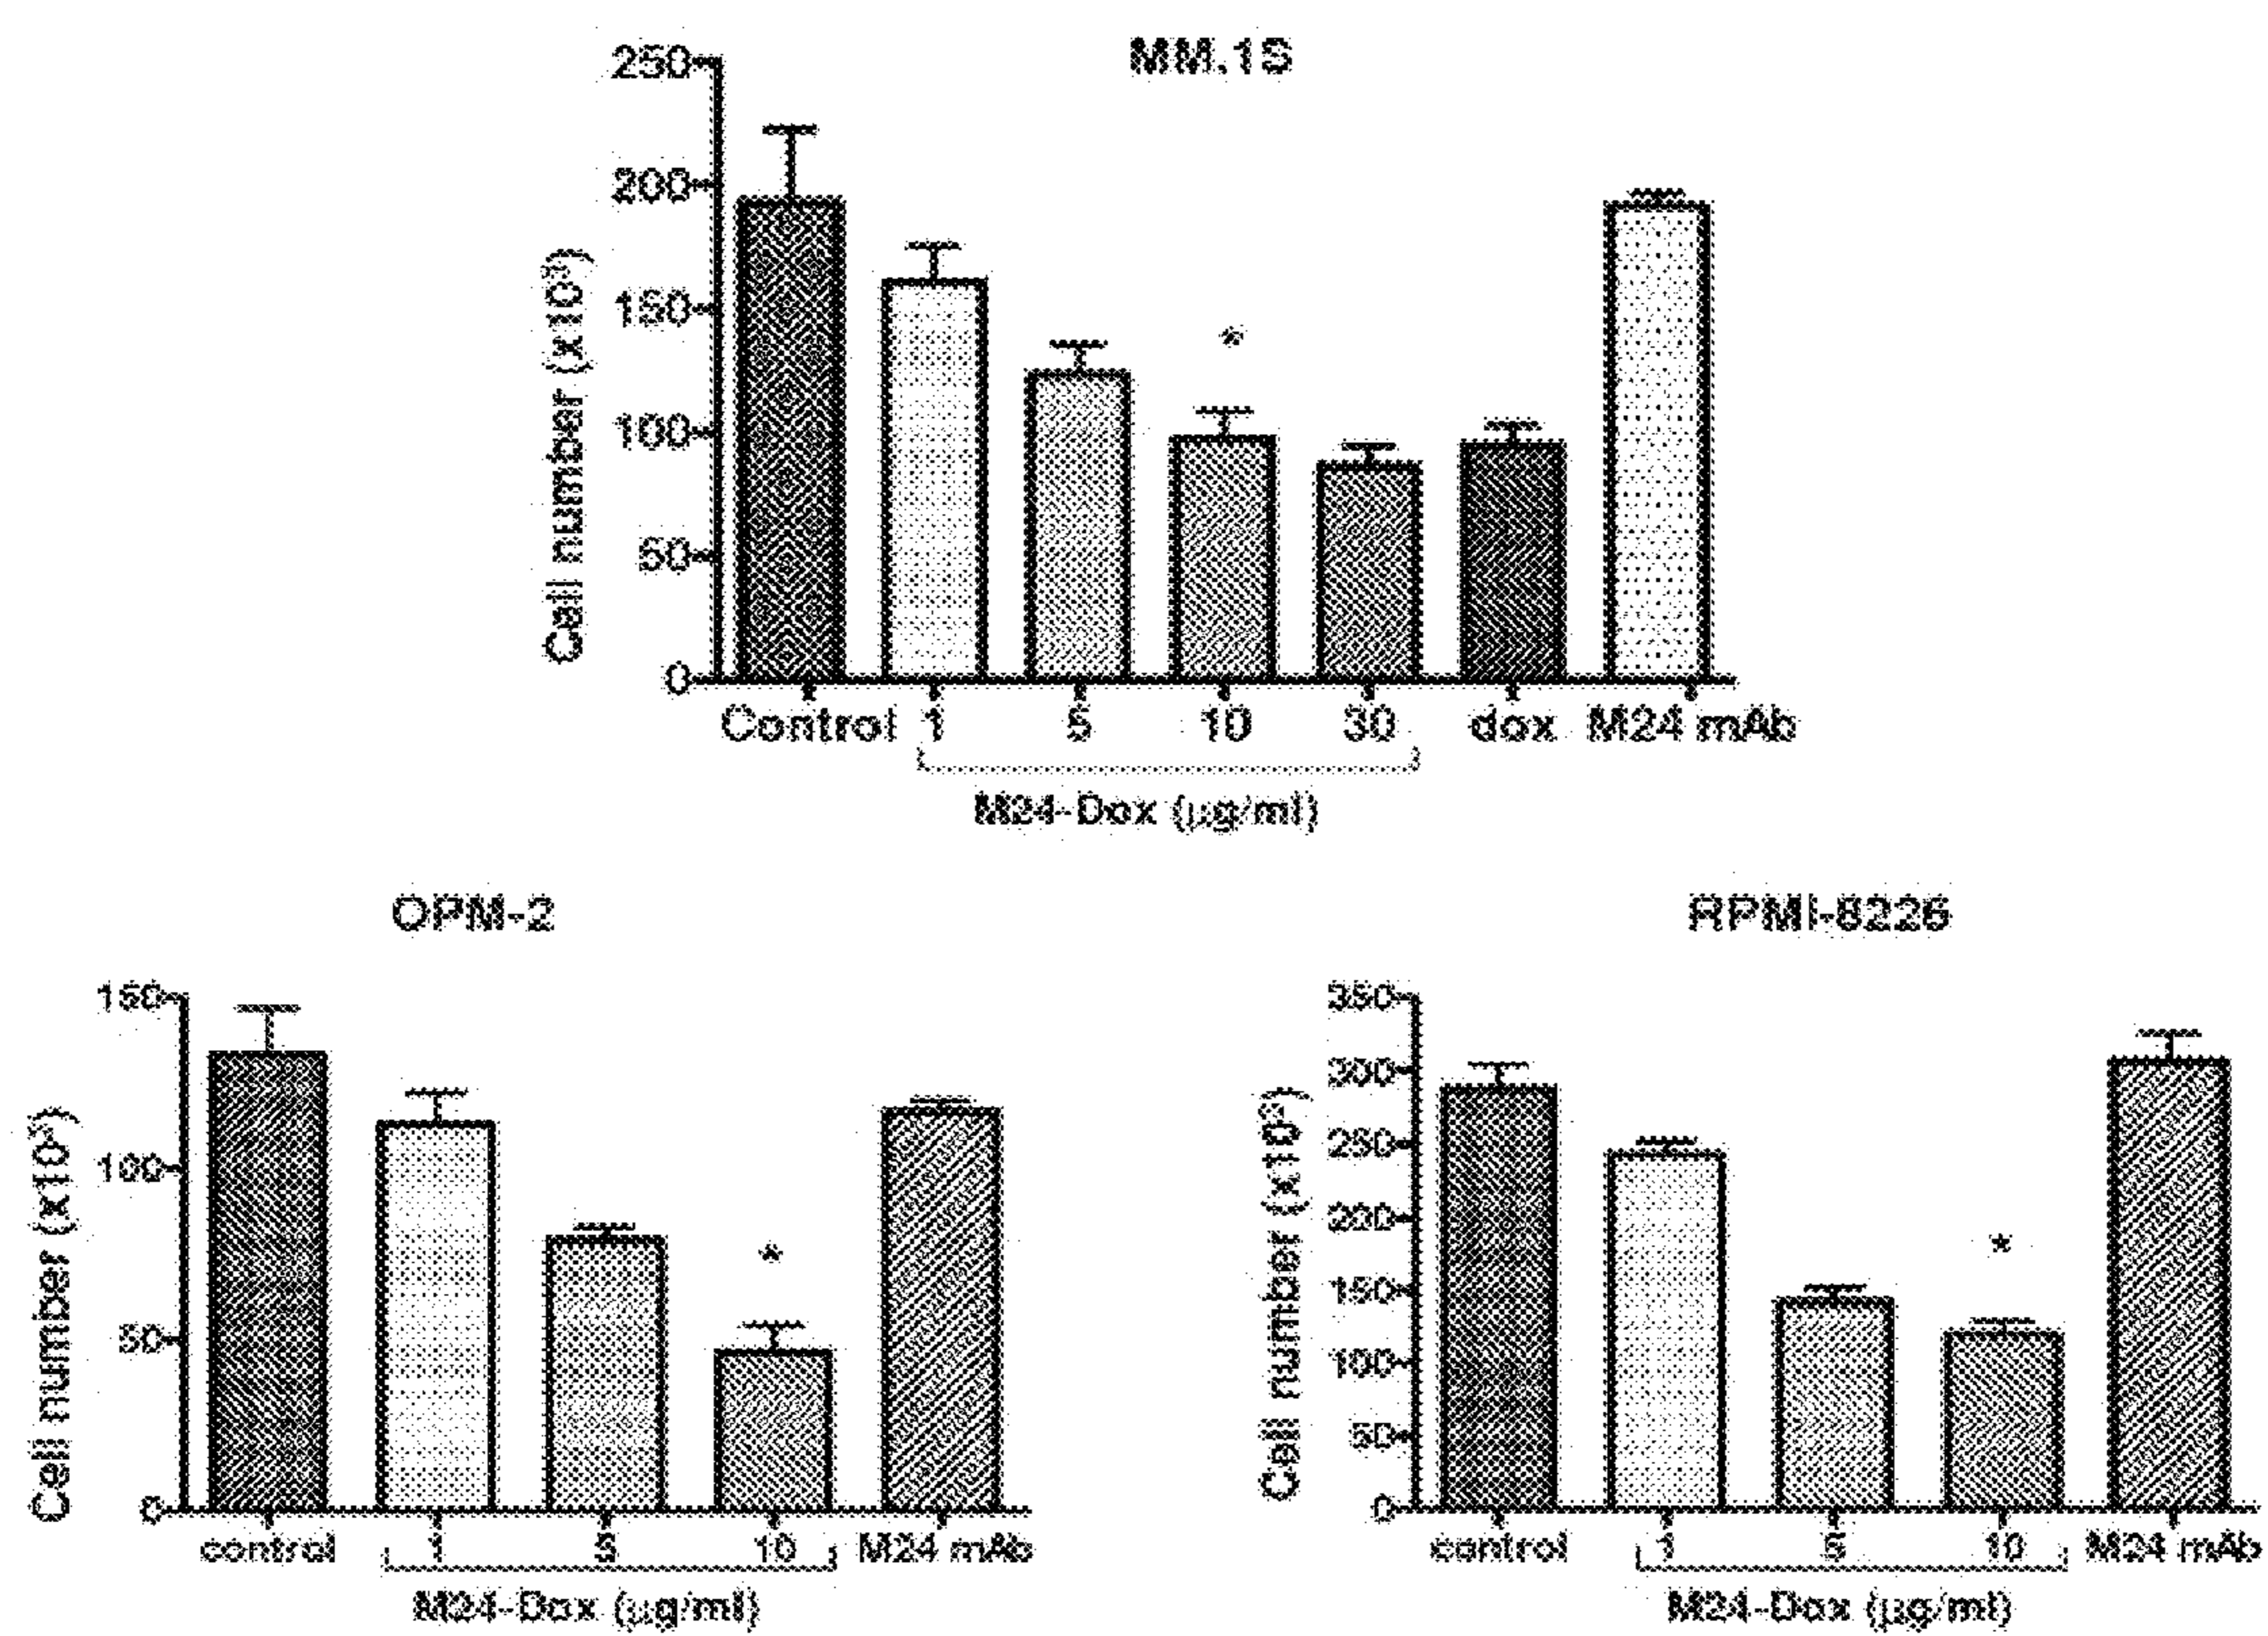 MM.1S
250
200
150
100
50
0
Cell number (x10³)
Control 1 5 10 30 dox M24 mAb
*
M24-Dox (µg/ml)
OPM-2
150
100
50
0
Cell number (x10³)
control 1 5 10 M24 mAb
*
M24-Dox (µg/ml)
RPMI-8226
350
300
250
200
150
100
50
0
Cell number (x10³)
control 1 5 10 M24 mAb
*
M24-Dox (µg/ml)